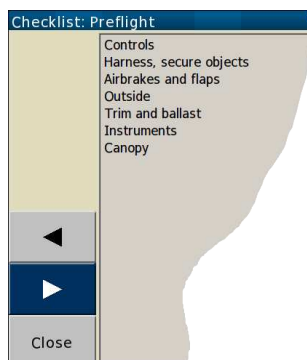 Checklist: Preflight
Controls
Harness, secure objects
Airbrakes and flaps
Outside
Trim and ballast
Instruments
Canopy
Close